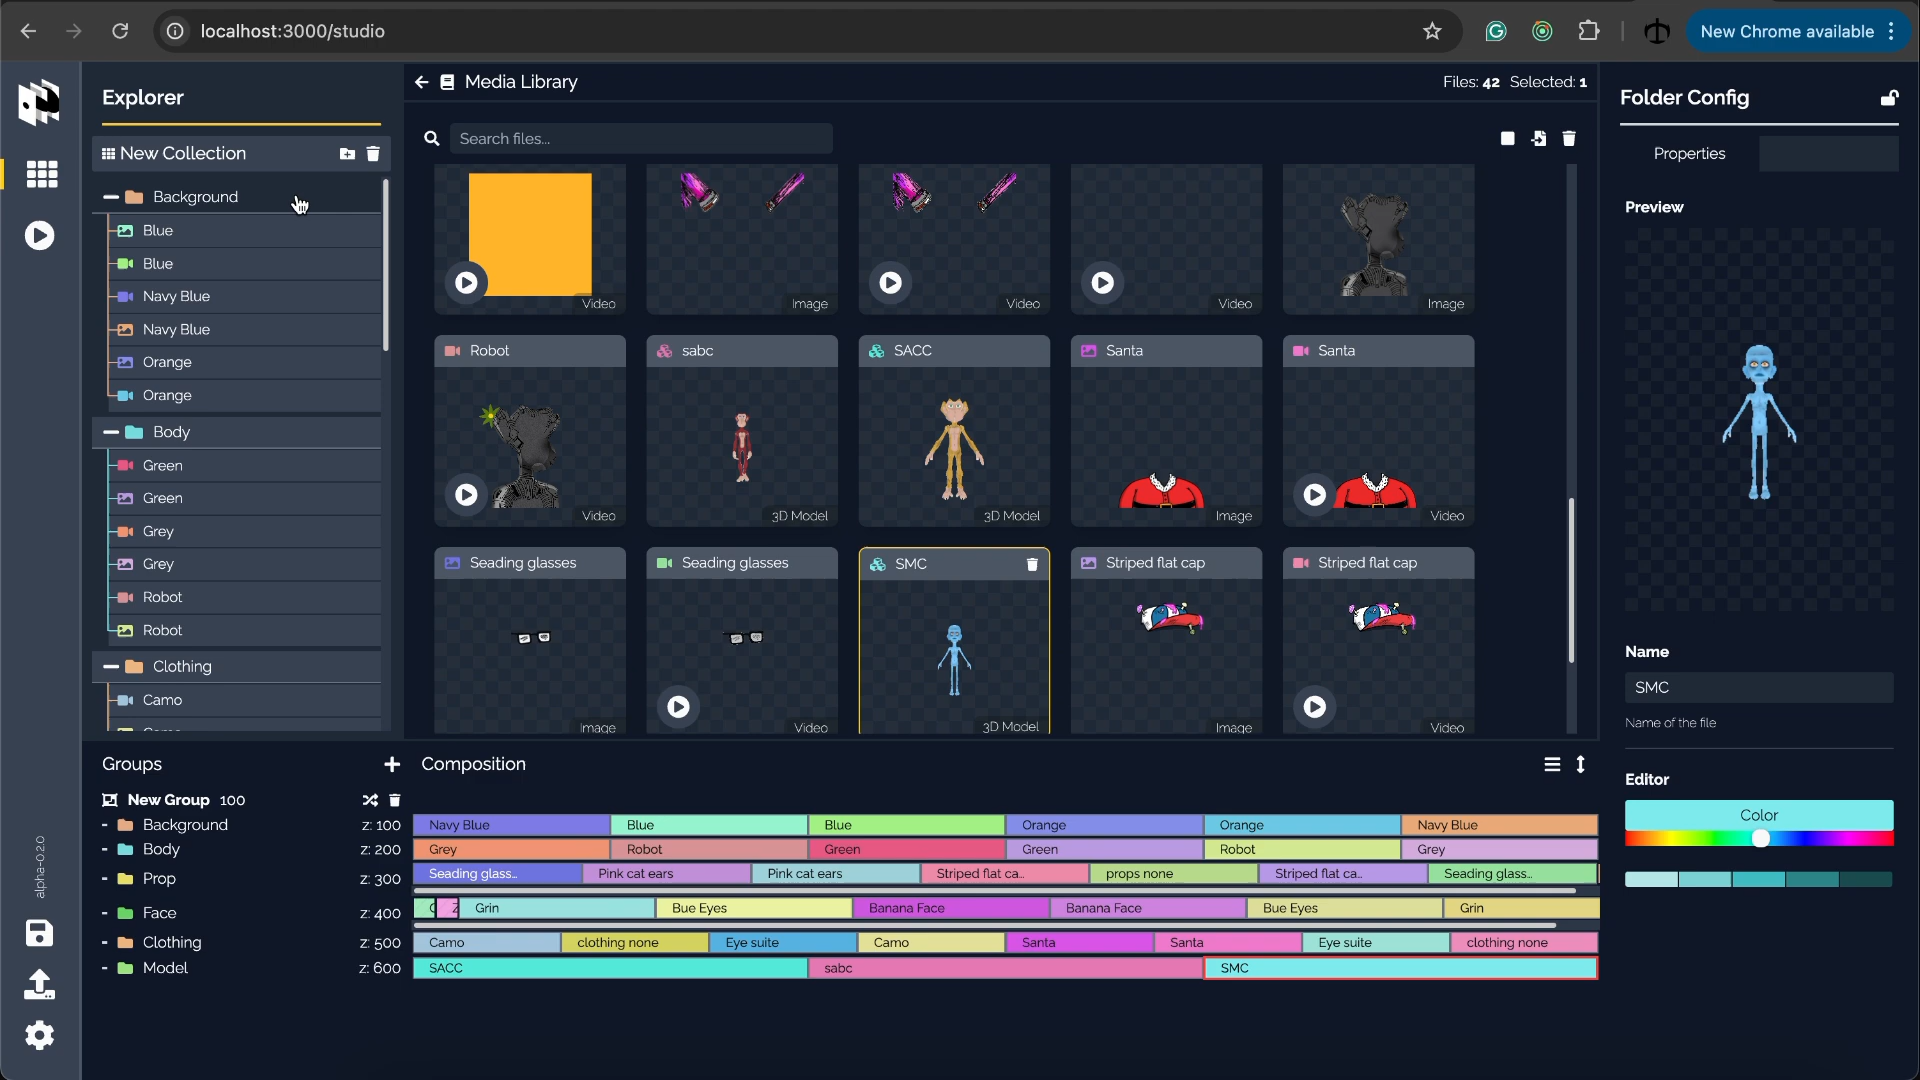 localhost:3000/studio
New Chrome available
Explorer
New Collection
Background
Blue
Blue
Navy Blue
Navy Blue
Orange
Orange
Body
Green
Green
Grey
Grey
Robot
Robot
Clothing
Camo
Media Library
Files: 42 Selected: 1
Search files...
Video
Image
Video
Video
Image
Robot
sabc
SACC
Santa
Santa
Video
3D Model
3D Model
Image
Video
Seading glasses
Seading glasses
SMC
Striped flat cap
Striped flat cap
Image
Video
3D Model
Image
Video
Folder Config
Properties
Preview
Name
SMC
Name of the file
Editor
Color
Groups
Composition
New Group 100
Background z: 100 Navy Blue Blue Blue Orange Orange Navy Blue
Body z: 200 Grey Robot Green Green Robot Grey
Prop z: 300 Seading glass... Pink cat ears Pink cat ears Striped flat ca... props none Striped flat ca... Seading glass...
Face z: 400 Grin Bue Eyes Banana Face Banana Face Bue Eyes Grin
Clothing z: 500 Camo clothing none Eye suite Camo Santa Santa Eye suite clothing none
Model z: 600 SACC sabc SMC
alpha-0.2.0